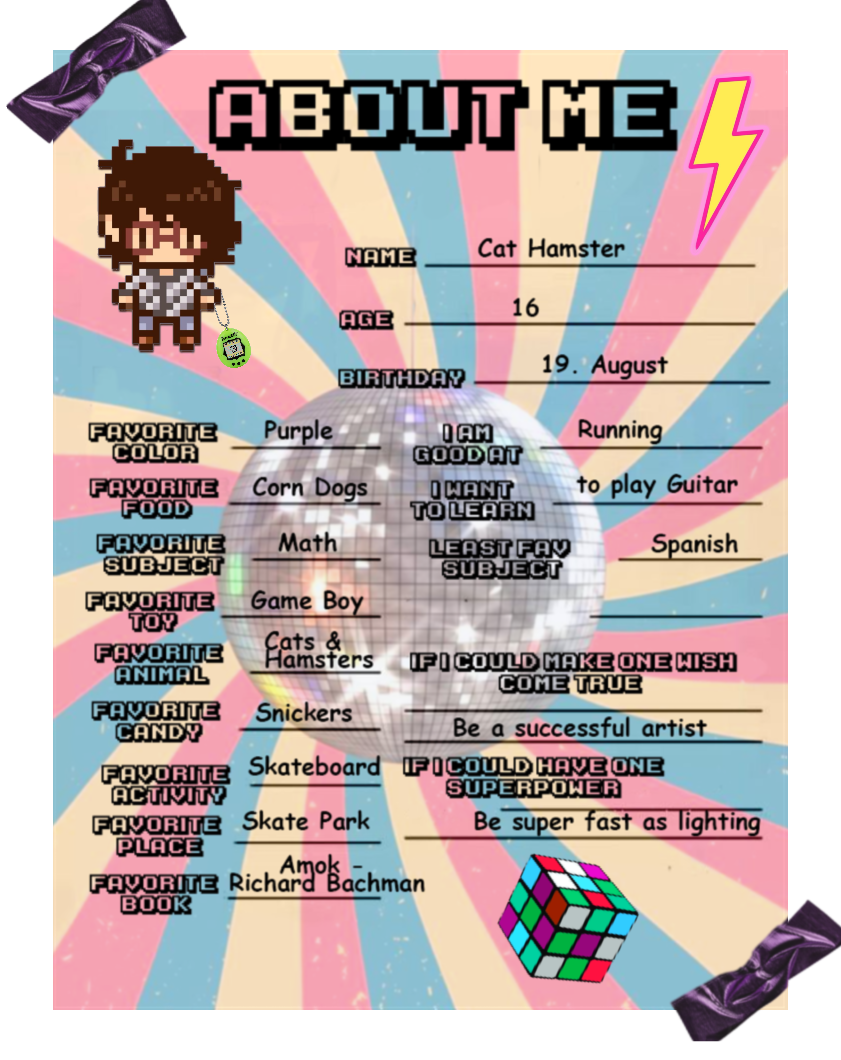 ABOUT ME
NAME Cat Hamster
AGE 16
BIRTHDAY 19. August
FAVORITE COLOR Purple
FAVORITE FOOD Corn Dogs
FAVORITE SUBJECT Math
FAVORITE TOY Game Boy
FAVORITE ANIMAL Cats & Hamsters
FAVORITE CANDY Snickers
FAVORITE ACTIVITY Skateboard
FAVORITE PLACE Skate Park
FAVORITE BOOK Amok - Richard Bachman
I AM GOOD AT Running
I WANT TO LEARN to play Guitar
LEAST FAV SUBJECT Spanish
IF I COULD MAKE ONE WISH
COME TRUE
Be a successful artist
IF I COULD HAVE ONE
SUPERPOWER
Be super fast as lighting